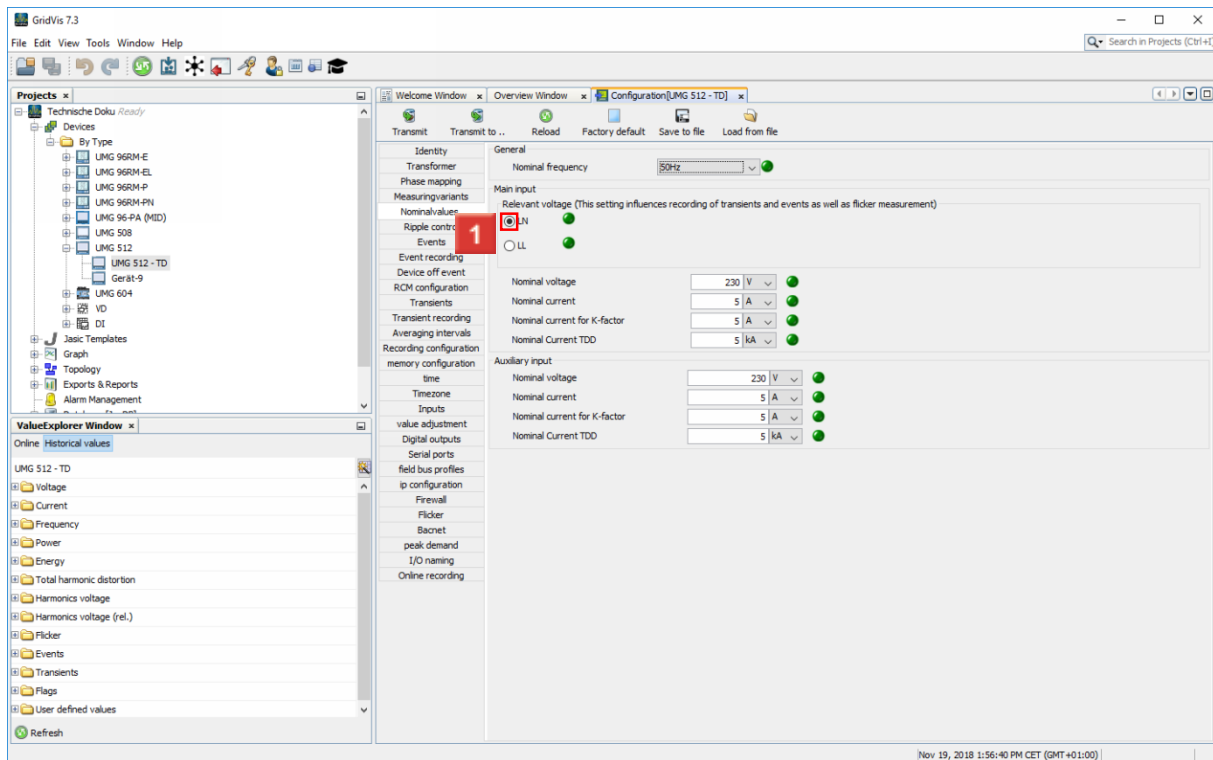 GridVis 7.3
File Edit View Tools Window Help
Search in Projects (Ctrl+I)
Projects
Technische Doku Ready
Devices
By Type
UMG 96RM-E
UMG 96RM-EL
UMG 96RM-P
UMG 96RM-PN
UMG 96-PA (MID)
UMG 508
UMG 512
UMG 512 - TD
Gerät-9
UMG 604
VD
DI
Jasic Templates
Graph
Topology
Exports & Reports
Alarm Management
ValueExplorer Window
Online Historical values
UMG 512 - TD
Voltage
Current
Frequency
Power
Energy
Total harmonic distortion
Harmonics voltage
Harmonics voltage (rel.)
Flicker
Events
Transients
Flags
User defined values
Refresh
Welcome Window Overview Window Configuration[UMG 512 - TD]
Transmit Transmit to .. Reload Factory default Save to file Load from file
Identity
Transformer
Phase mapping
Measuringvariants
Nominalvalues
Ripple contro
Events
Event recording
Device off event
RCM configuration
Transients
Transient recording
Averaging intervals
Recording configuration
memory configuration
time
Timezone
Inputs
value adjustment
Digital outputs
Serial ports
field bus profiles
ip configuration
Firewall
Flicker
Bacnet
peak demand
I/O naming
Online recording
General
Nominal frequency 50Hz
Main input
Relevant voltage (This setting influences recording of transients and events as well as flicker measurement)
1
LN
LL
Nominal voltage 230 V
Nominal current 5 A
Nominal current for K-factor 5 A
Nominal Current TDD 5 kA
Auxiliary input
Nominal voltage 230 V
Nominal current 5 A
Nominal current for K-factor 5 A
Nominal Current TDD 5 kA
Nov 19, 2018 1:56:40 PM CET (GMT+01:00)